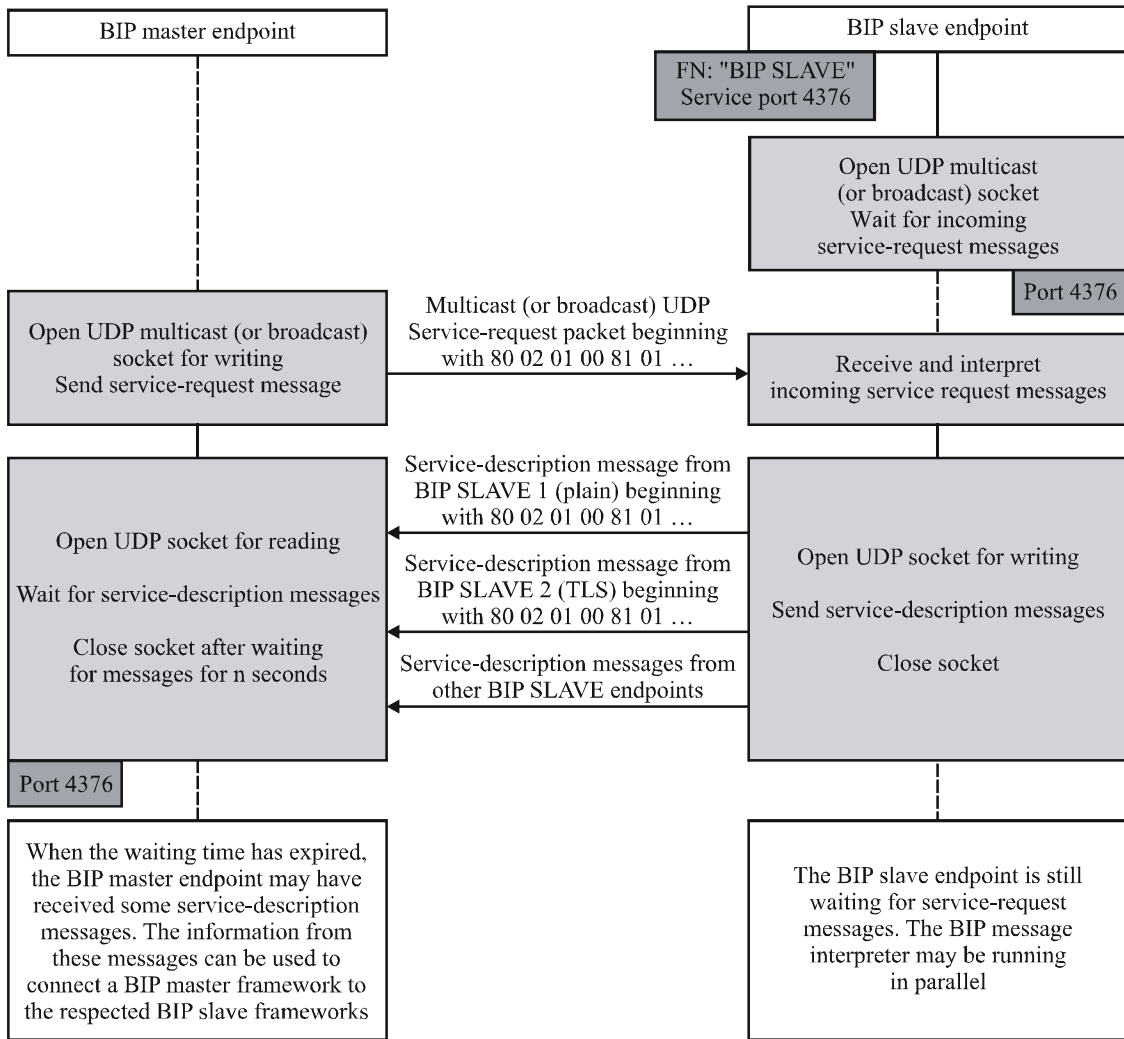 BIP master endpoint
BIP slave endpoint
FN: "BIP SLAVE"
Service port 4376
Open UDP multicast
(or broadcast) socket
Wait for incoming
service-request messages
Port 4376
Open UDP multicast (or broadcast)
socket for writing
Send service-request message
Multicast (or broadcast) UDP
Service-request packet beginning
with 80 02 01 00 81 01 …
Receive and interpret
incoming service request messages
Open UDP socket for reading
Wait for service-description messages
Close socket after waiting
for messages for n seconds
Port 4376
Service-description message from
BIP SLAVE 1 (plain) beginning
with 80 02 01 00 81 01 …
Service-description message from
BIP SLAVE 2 (TLS) beginning
with 80 02 01 00 81 01 …
Service-description messages from
other BIP SLAVE endpoints
Open UDP socket for writing
Send service-description messages
Close socket
When the waiting time has expired,
the BIP master endpoint may have
received some service-description
messages. The information from
these messages can be used to
connect a BIP master framework to
the respected BIP slave frameworks
The BIP slave endpoint is still
waiting for service-request
messages. The BIP message
interpreter may be running
in parallel